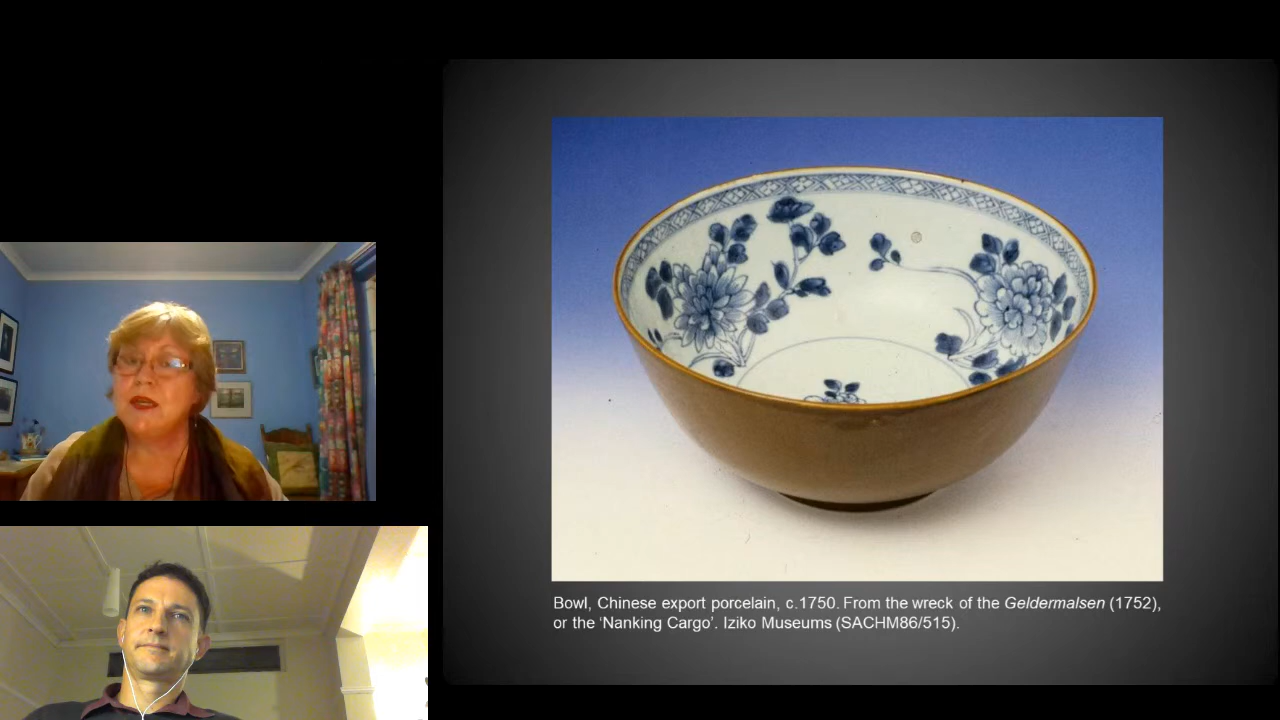 Bowl, Chinese export porcelain, c.1750. From the wreck of the Geldermalsen (1752),
or the ‘Nanking Cargo’. Iziko Museums (SACHM86/515).